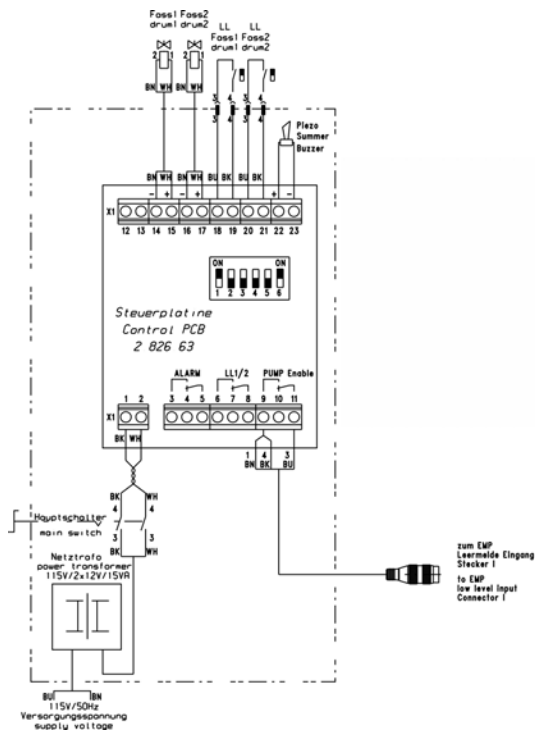 Fass1 Fass2
drum1 drum2
LL
Fass1 Fass2
drum1 drum2
2 1 2 1
BN WH BN WH
3 4 3 4
3 4 3 4
Piezo
Summer
Buzzer
BN WH BN WH BU BK BU BK
- + - + + -
X1
12 13 14 15 16 17 18 19 20 21 22 23
ON ON
1 2 3 4 5 6
Steuerplatine
Control PCB
2 826 63
ALARM LL1/2 PUMP Enable
X1
1 2 3 4 5 6 7 8 9 10 11
BK WH
1 4 3
BN BK BU
BK WH
4 4
Hauptschalter
main switch
3 3
BK WH
Netztrafo
power transformer
115V/2x12V/15VA
zum EMP
Leermelde Eingang
Stecker I
to EMP
low level Input
Connector I
BU BN
115V/50Hz
Versorgungsspannung
supply voltage